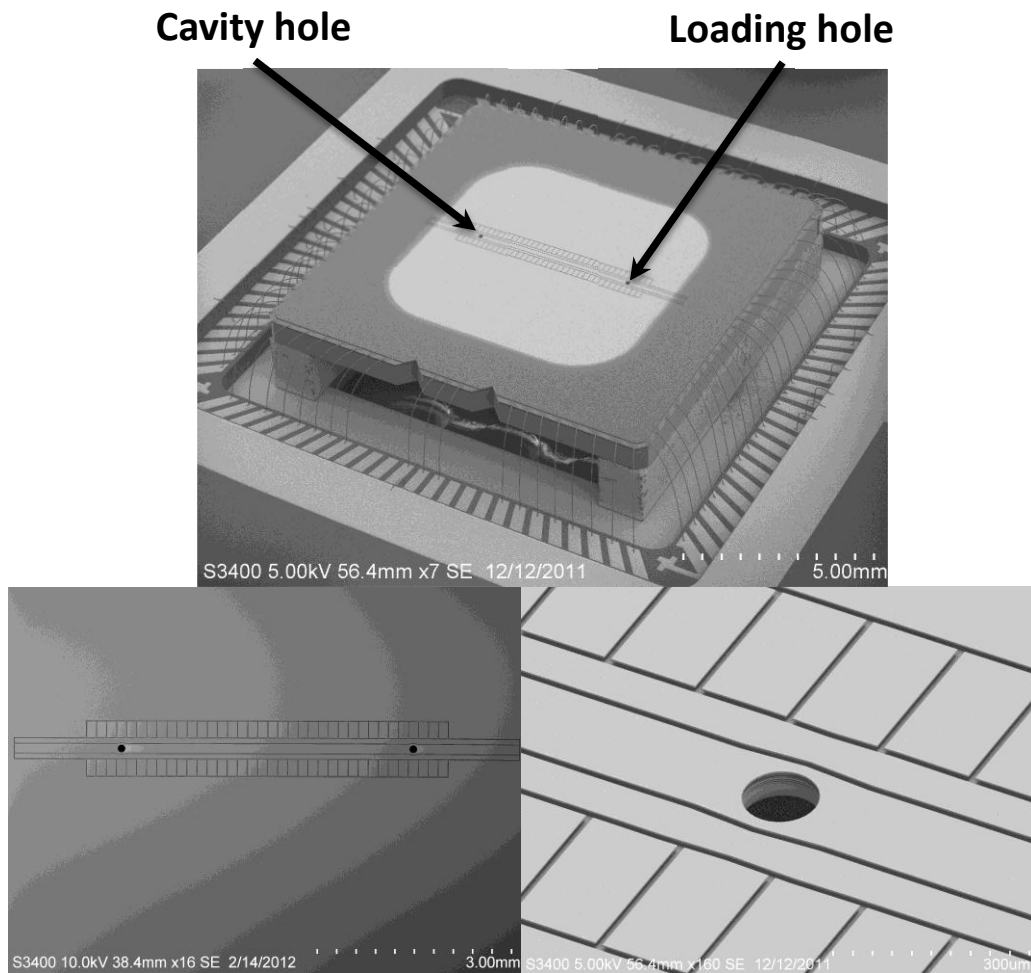 Cavity hole
Loading hole
S3400 5.00kV 56.4mm x7 SE 12/12/2011
5.00mm
S3400 10.0kV 38.4mm x16 SE 2/14/2012
3.00mm
S3400 5.00kV 56.4mm x160 SE 12/12/2011
300um